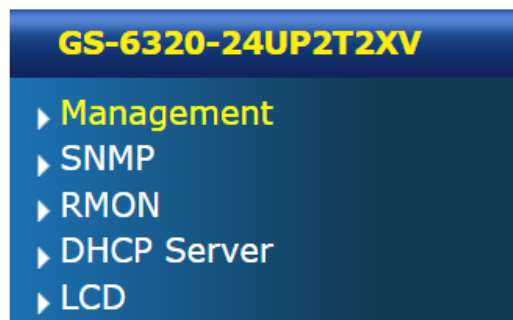 GS-6320-24UP2T2XV
Management
SNMP
RMON
DHCP Server
LCD